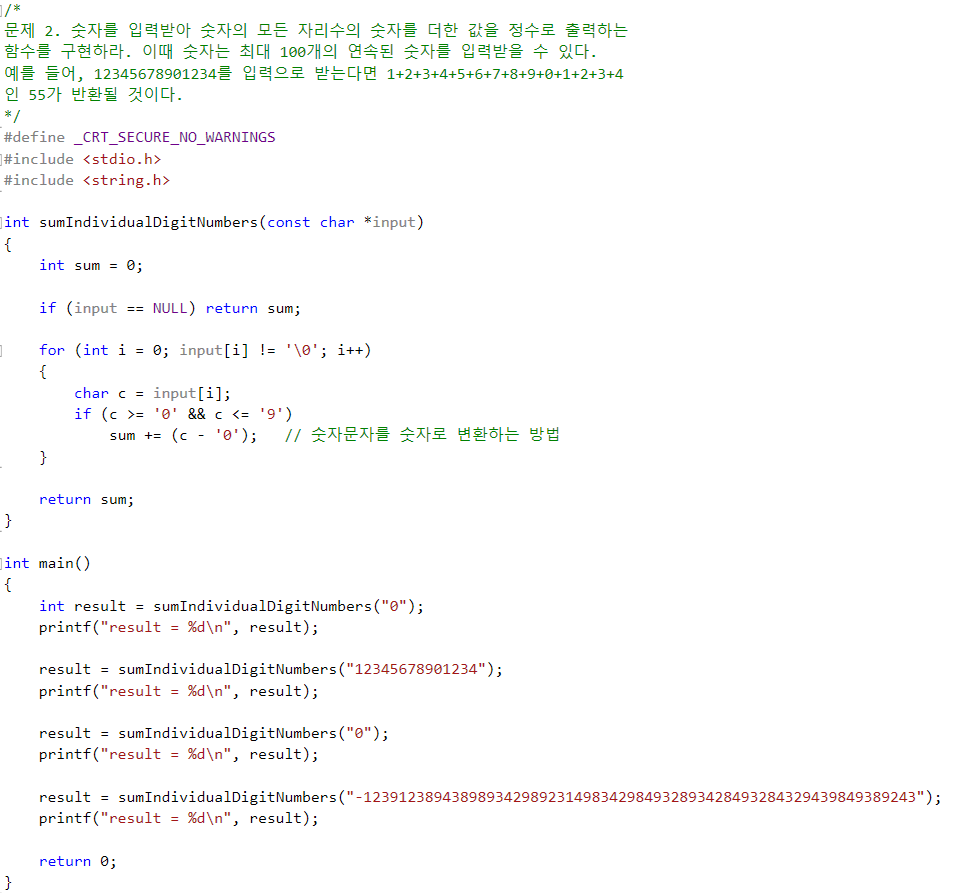 /*
문제 2. 숫자를 입력받아 숫자의 모든 자리수의 숫자를 더한 값을 정수로 출력하는
함수를 구현하라. 이때 숫자는 최대 100개의 연속된 숫자를 입력받을 수 있다.
예를 들어, 12345678901234를 입력으로 받는다면 1+2+3+4+5+6+7+8+9+0+1+2+3+4
인 55가 반환될 것이다.
*/
#define _CRT_SECURE_NO_WARNINGS
#include <stdio.h>
#include <string.h>
int sumIndividualDigitNumbers(const char *input)
{
int sum = 0;
if (input == NULL) return sum;
for (int i = 0; input[i] != '\0'; i++)
{
char c = input[i];
if (c >= '0' && c <= '9')
sum += (c - '0'); // 숫자문자를 숫자로 변환하는 방법
}
return sum;
}
int main()
{
int result = sumIndividualDigitNumbers("0");
printf("result = %d\n", result);
result = sumIndividualDigitNumbers("12345678901234");
printf("result = %d\n", result);
result = sumIndividualDigitNumbers("0");
printf("result = %d\n", result);
result = sumIndividualDigitNumbers("-12391238943898934298923149834298493289342849328432943984938924​3");
printf("result = %d\n", result);
return 0;
}